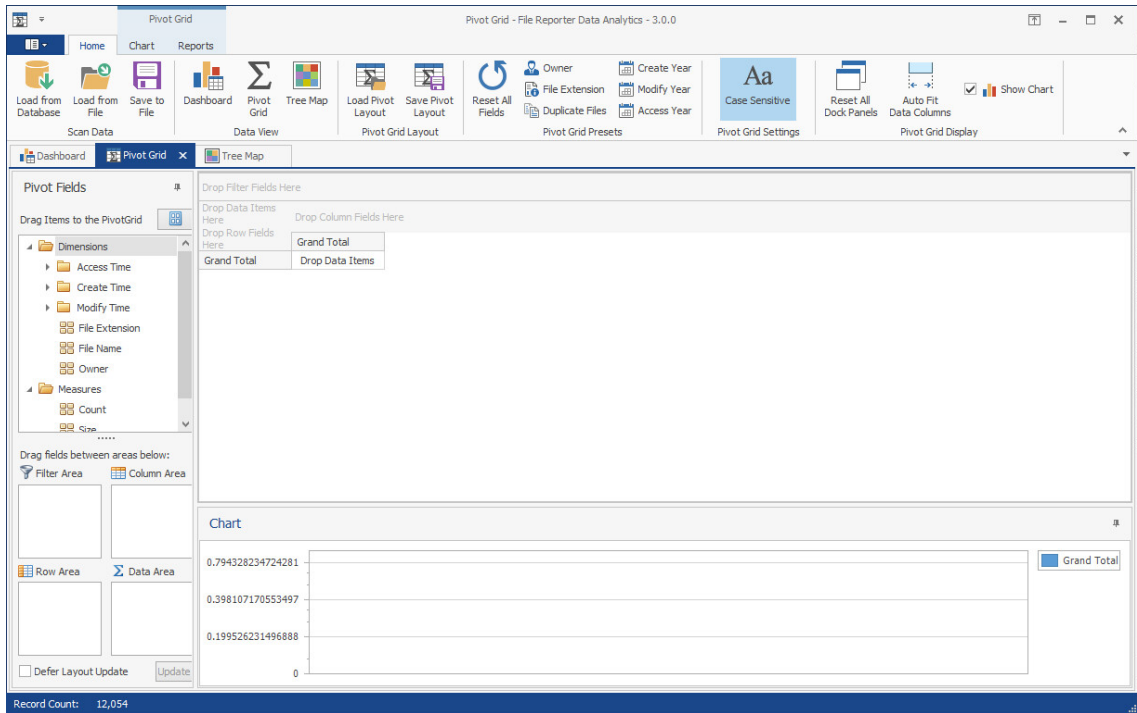 Pivot Grid
Pivot Grid - File Reporter Data Analytics - 3.0.0
Home Chart Reports
Load from Database
Load from File
Save to File
Scan Data
Dashboard
Pivot Grid
Tree Map
Data View
Load Pivot Layout
Save Pivot Layout
Pivot Grid Layout
Reset All Fields
Owner
File Extension
Duplicate Files
Create Year
Modify Year
Access Year
Pivot Grid Presets
Aa
Case Sensitive
Pivot Grid Settings
Reset All Dock Panels
Auto Fit Data Columns
Show Chart
Pivot Grid Display
Dashboard Pivot Grid Tree Map
Pivot Fields
Drag Items to the PivotGrid
Dimensions
Access Time
Create Time
Modify Time
File Extension
File Name
Owner
Measures
Count
Size
Drag fields between areas below:
Filter Area Column Area
Row Area Σ Data Area
Defer Layout Update Update
Drop Filter Fields Here
Drop Data Items Here
Drop Column Fields Here
Drop Row Fields Here
Grand Total
Grand Total Drop Data Items
Chart
0.794328234724281
0.398107170553497
0.199526231496888
0
Grand Total
Record Count: 12,054